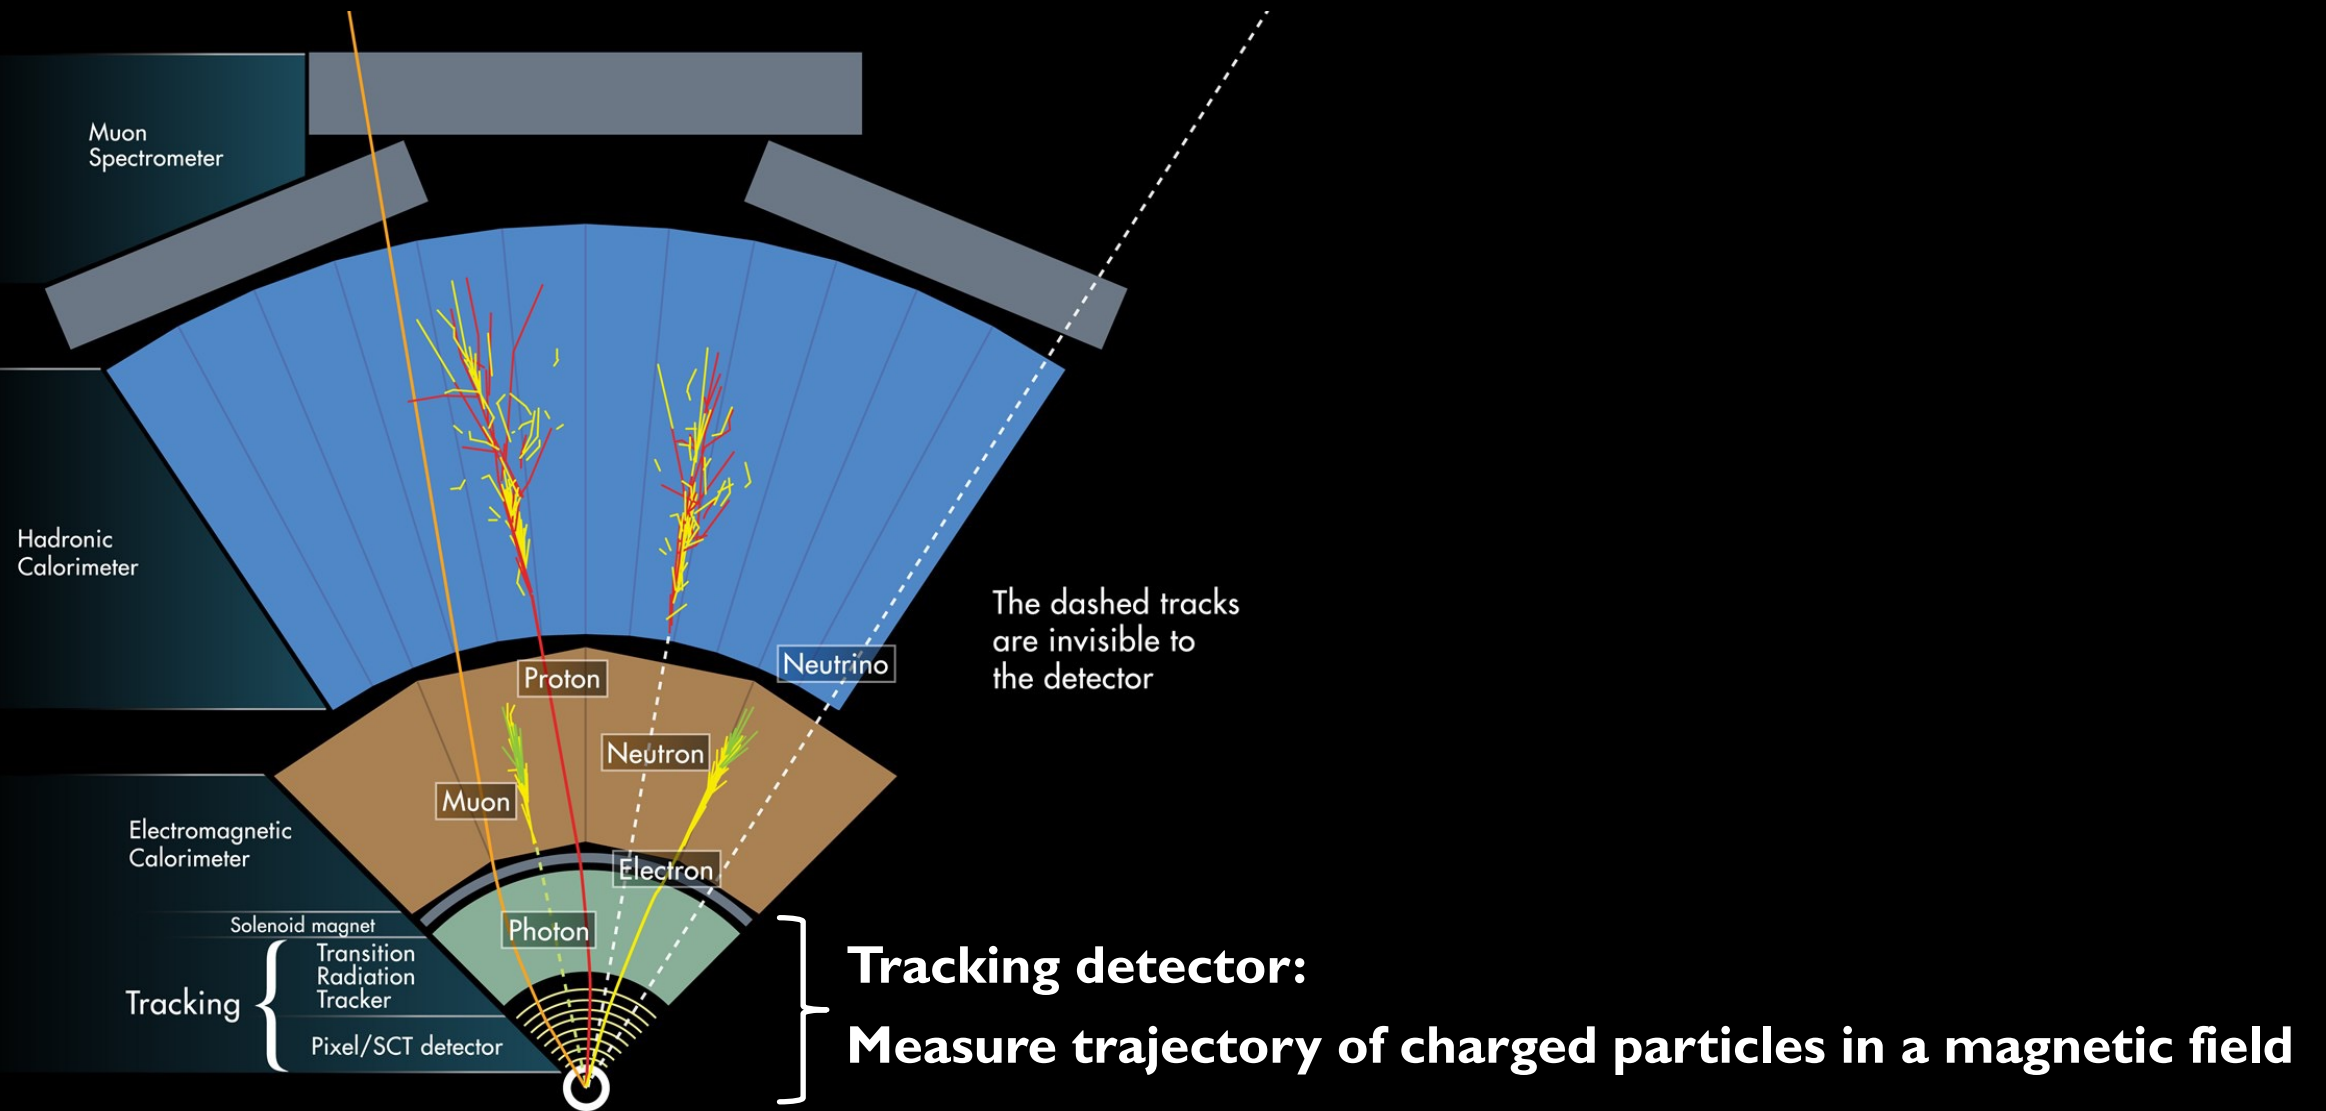 Muon
Spectrometer
Hadronic
Calorimeter
Proton
Neutrino
The dashed tracks
are invisible to
the detector
Neutron
Muon
Electromagnetic
Calorimeter
Electron
Solenoid magnet
Photon
Transition
Radiation
Tracker
Tracking
Pixel/SCT detector
Tracking detector:
Measure trajectory of charged particles in a magnetic field